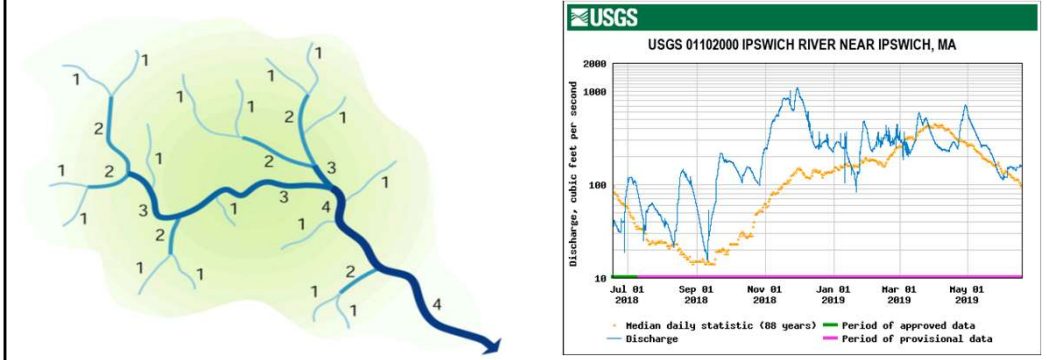 1
1
1
1
1
1
1
1
2
2
1
1
2
3
1
2
1
3
3
1
4
1
1
2
1
1
1
2
1
1
4
USGS
USGS 01102000 IPSWICH RIVER NEAR IPSWICH, MA
Discharge, cubic feet per second
2000
1000
100
10
Jul 01 2018
Sep 01 2018
Nov 01 2018
Jan 01 2019
Mar 01 2019
May 01 2019
Median daily statistic (88 years)
Period of approved data
Discharge
Period of provisional data